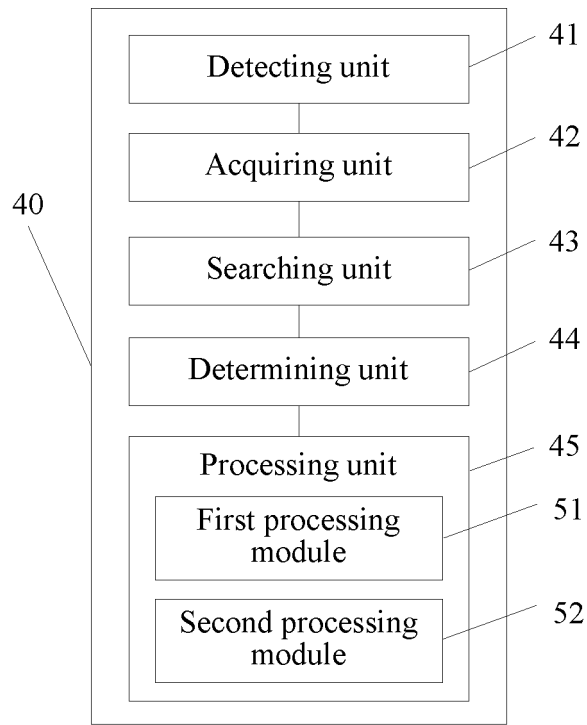 Detecting unit
41
Acquiring unit
42
40
Searching unit
43
Determining unit
44
Processing unit
45
First processing
module
51
Second processing
module
52